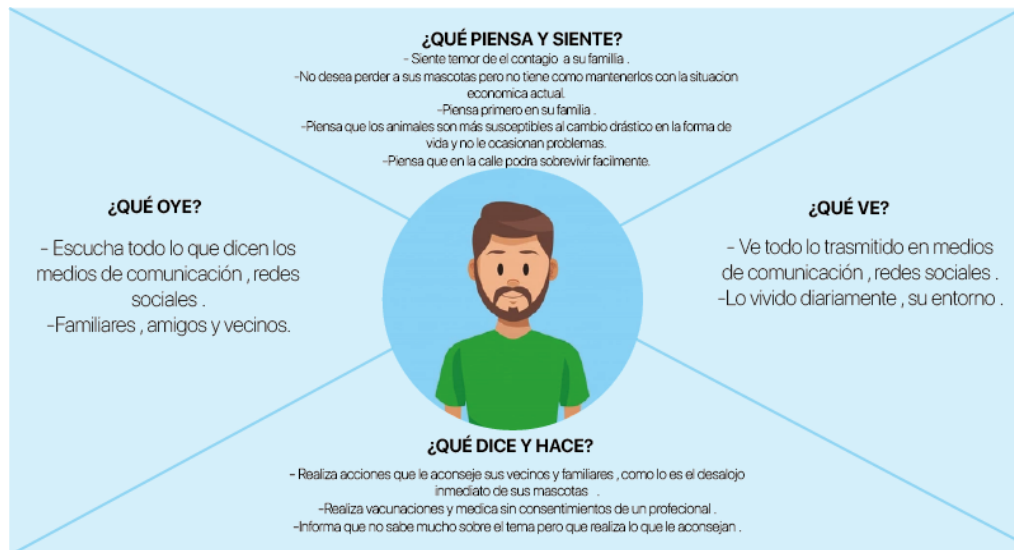 ¿QUÉ PIENSA Y SIENTE?
- Siente temor de el contagio a su famillia .
-No desea perder a sus mascotas pero no tiene como mantenerlos con la situacion
economica actual.
-Piensa primero en su familia .
-Piensa que los animales son más susceptibles al cambio drástico en la forma de
vida y no le ocasionan problemas.
-Piensa que en la calle podra sobrevivir facilmente.
¿QUÉ OYE?
- Escucha todo lo que dicen los
medios de comunicación , redes
sociales .
-Familiares , amigos y vecinos.
¿QUÉ VE?
- Ve todo lo trasmitido en medios
de comunicación , redes sociales .
-Lo vivido diariamente , su entorno .
¿QUÉ DICE Y HACE?
- Realiza acciones que le aconseje sus vecinos y familiares , como lo es el desalojo
inmediato de sus mascotas .
-Realiza vacunaciones y medica sin consentimientos de un profecional .
-Informa que no sabe mucho sobre el tema pero que realiza lo que le aconsejan .